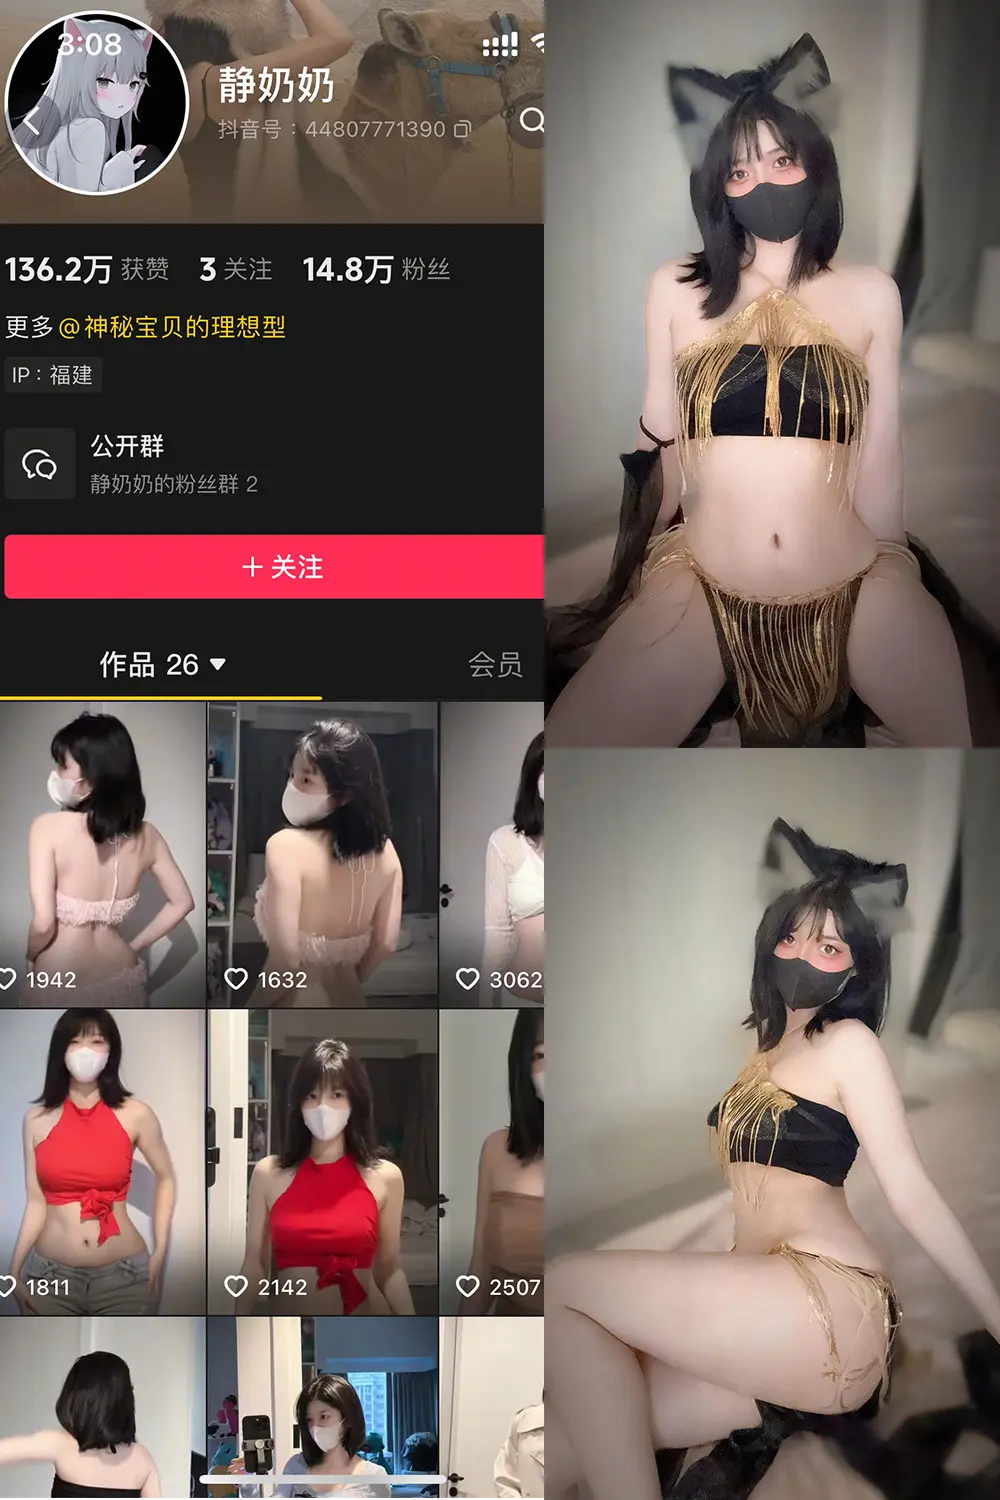 3:08
静奶奶
抖音号：44807771390
136.2万 获赞 3 关注 14.8万 粉丝
更多@神秘宝贝的理想型
IP：福建
公开群
静奶奶的粉丝群 2
+ 关注
作品 26 会员
1942 1632 3062
1811 2142 2507